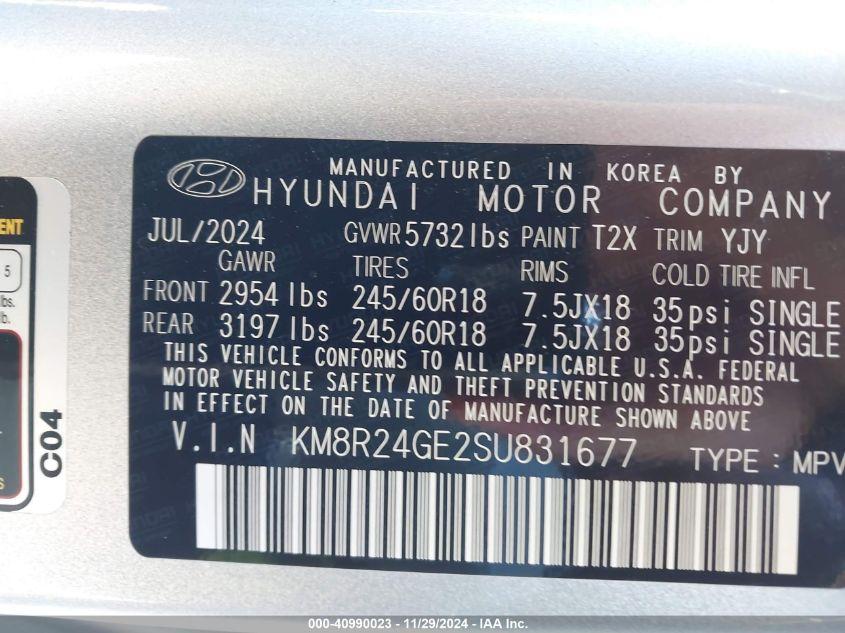 MANUFACTURED IN KOREA BY
HYUNDAI MOTOR COMPANY
JUL/2024 GVWR 5732 lbs PAINT T2X TRIM YJY
GAWR TIRES RIMS COLD TIRE INFL
FRONT 2954 lbs 245/60R18 7.5JX18 35psi SINGLE
REAR 3197 lbs 245/60R18 7.5JX18 35psi SINGLE
THIS VEHICLE CONFORMS TO ALL APPLICABLE U.S.A. FEDERAL
MOTOR VEHICLE SAFETY AND THEFT PREVENTION STANDARDS
IN EFFECT ON THE DATE OF MANUFACTURE SHOWN ABOVE
V.I.N KM8R24GE2SU831677 TYPE : MPV
5
lbs.
lb.
C04
000-40990023 - 11/29/2024 - IAA Inc.